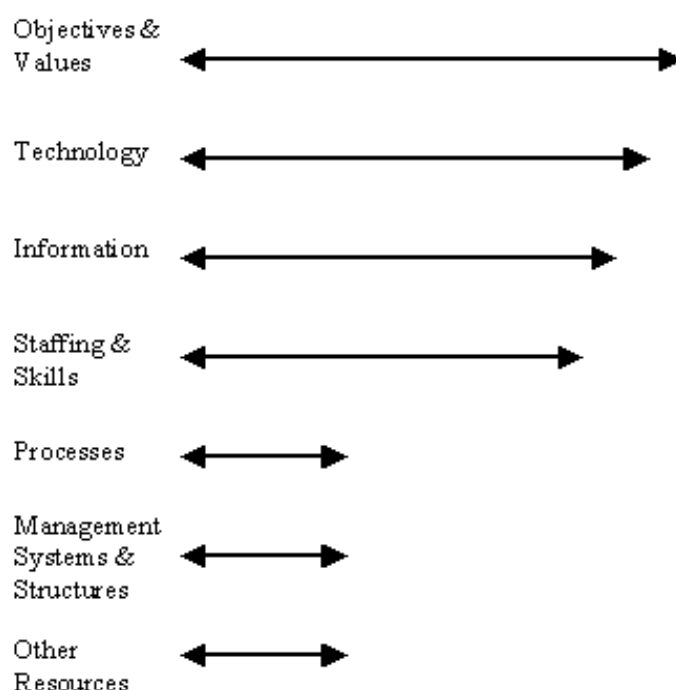 Objectives &
Values
Technology
Information
Staffing &
Skills
Processes
Management
Systems &
Structures
Other
Resources